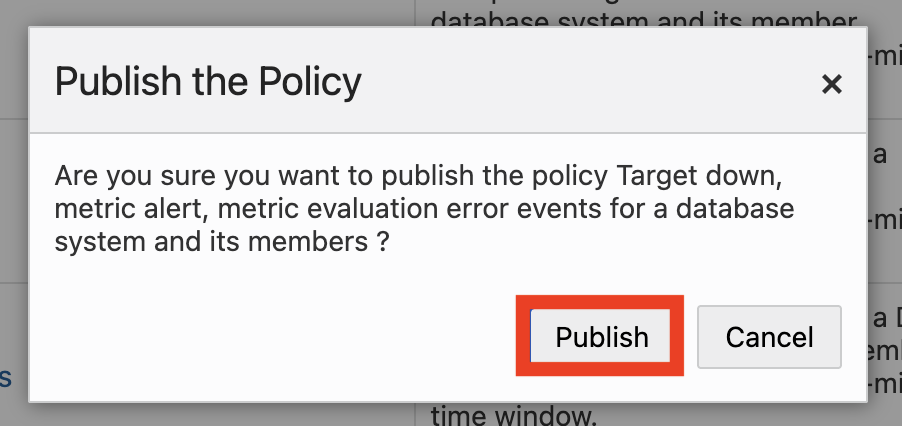 database system and its member
-mi
Publish the Policy
×
a
Are you sure you want to publish the policy Target down,
metric alert, metric evaluation error events for a database
-mi
system and its members ?
a
Publish
Cancel
-mi
s
time window.